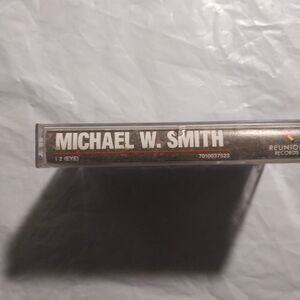 MICHAEL W. SMITH
I 2 (EYE)
7010037523
REUNION
RECORDS